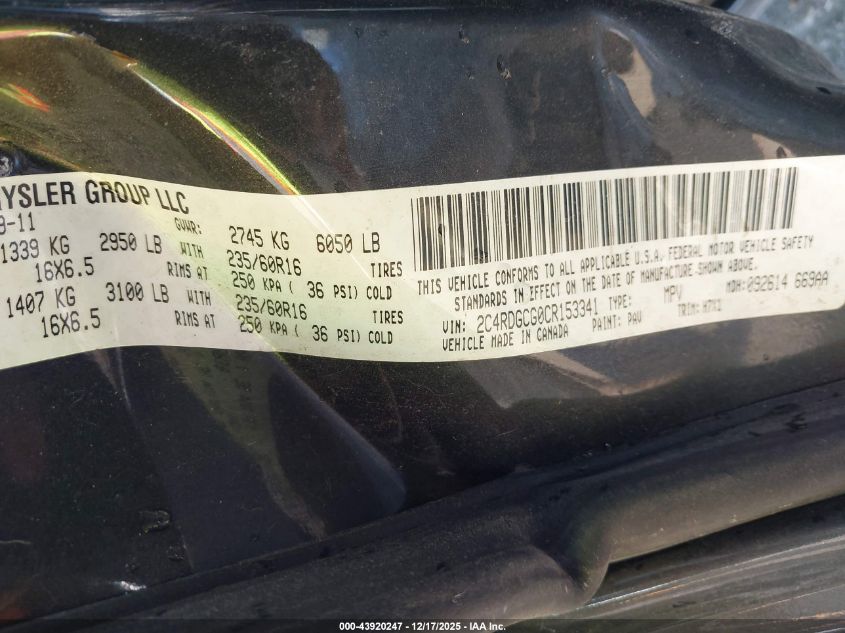 YSLER GROUP LLC
9-11 GVWR: 2745 KG 6050 LB
1339 KG 2950 LB WITH 235/60R16 TIRES
16X6.5 RIMS AT 250 KPA ( 36 PSI) COLD
1407 KG 3100 LB WITH 235/60R16 TIRES
16X6.5 RIMS AT 250 KPA ( 36 PSI) COLD
THIS VEHICLE CONFORMS TO ALL APPLICABLE U.S.A. FEDERAL MOTOR VEHICLE SAFETY
STANDARDS IN EFFECT ON THE DATE OF MANUFACTURE SHOWN ABOVE.
MDH: 092614 669AA
VIN: 2C4RDGCG0CR153341 TYPE: MPV
VEHICLE MADE IN CANADA PAINT: PAV TRIM: H7X1
000-43920247 – 12/17/2025 – IAA Inc.